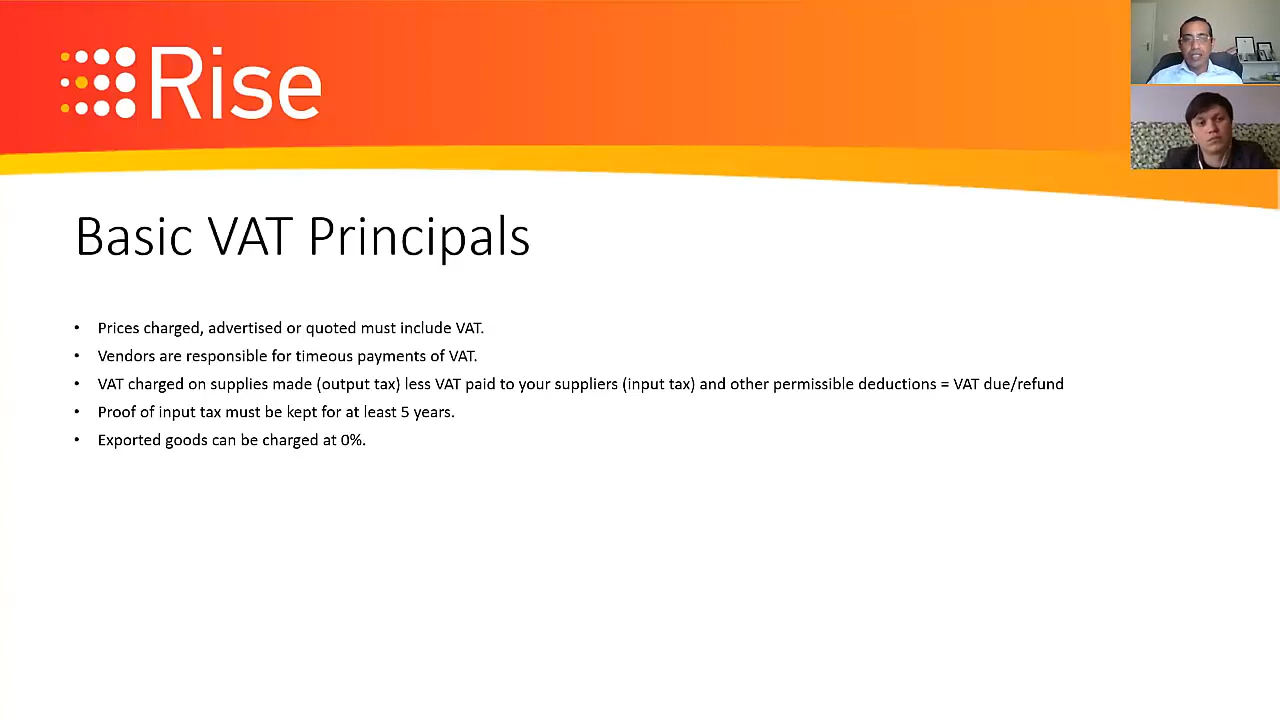 Rise
Basic VAT Principals
• Prices charged, advertised or quoted must include VAT.
• Vendors are responsible for timeous payments of VAT.
• VAT charged on supplies made (output tax) less VAT paid to your suppliers (input tax) and other permissible deductions = VAT due/refund
• Proof of input tax must be kept for at least 5 years.
• Exported goods can be charged at 0%.